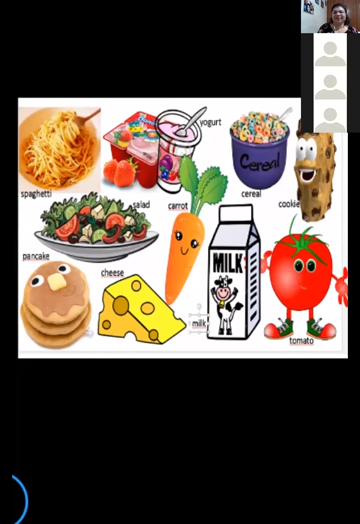 yogurt
Cereal
spaghetti
salad
carrot
cereal
cookie
pancake
cheese
MILK
milk
tomato